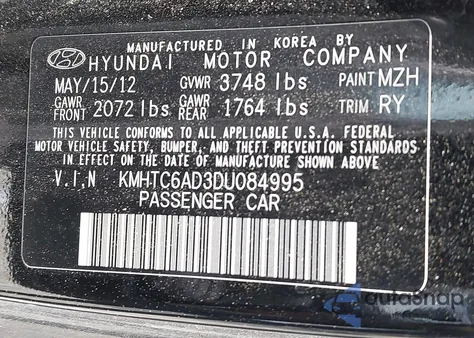 MANUFACTURED IN KOREA BY
HYUNDAI MOTOR COMPANY
MAY/15/12 GVWR 3748 lbs PAINT MZH
GAWR FRONT 2072 lbs GAWR REAR 1764 lbs TRIM RY
THIS VEHICLE CONFORMS TO ALL APPLICABLE U.S.A. FEDERAL
MOTOR VEHICLE SAFETY, BUMPER, AND THEFT PREVENTION STANDARDS
IN EFFECT ON THE DATE OF MANUFACTURE SHOWN ABOVE.
V.I,N KMHTC6AD3DU084995
PASSENGER CAR
autosnap